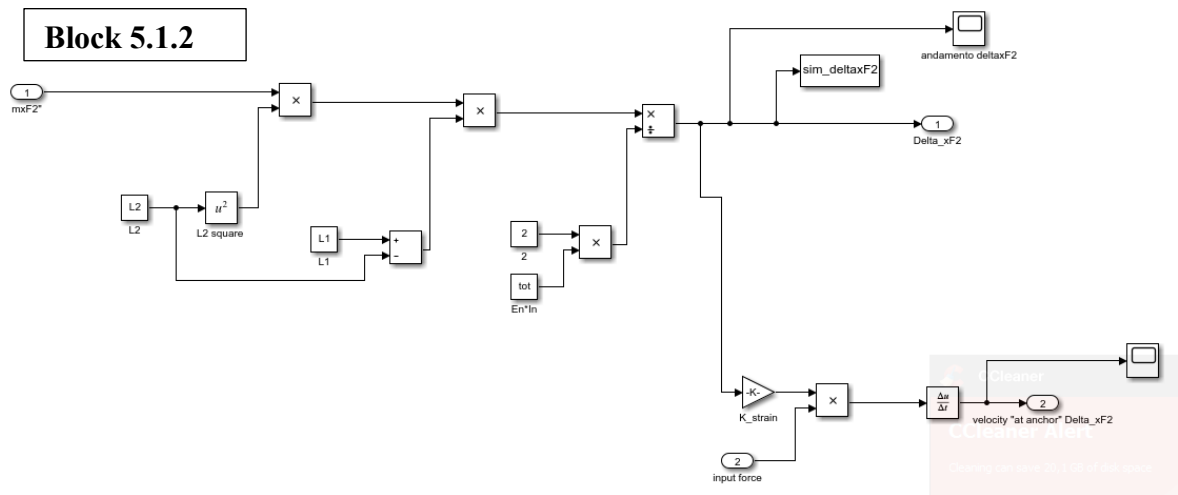 Block 5.1.2
andamento deltaxF2
sim_deltaxF2
1
mxF2"
×
×
×
÷
1
Delta_xF2
L2
L2
u²
L2 square
L1
L1
+
−
2
2
×
tot
En*In
-K-
K_strain
×
Δu
Δt
2
velocity "at anchor" Delta_xF2
2
input force
CCleaner
CCleaner Alert